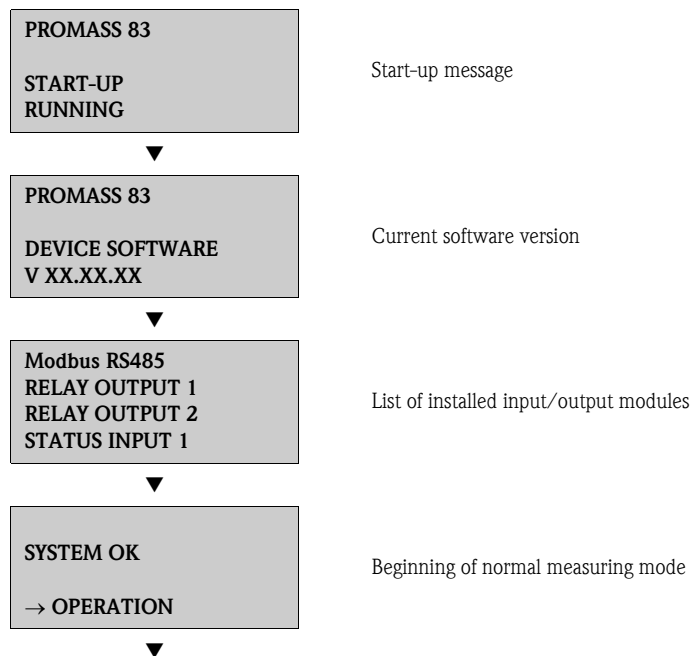 PROMASS 83
START-UP
RUNNING
Start-up message
▼
PROMASS 83
DEVICE SOFTWARE
V XX.XX.XX
Current software version
▼
Modbus RS485
RELAY OUTPUT 1
RELAY OUTPUT 2
STATUS INPUT 1
List of installed input/output modules
▼
SYSTEM OK
→ OPERATION
Beginning of normal measuring mode
▼